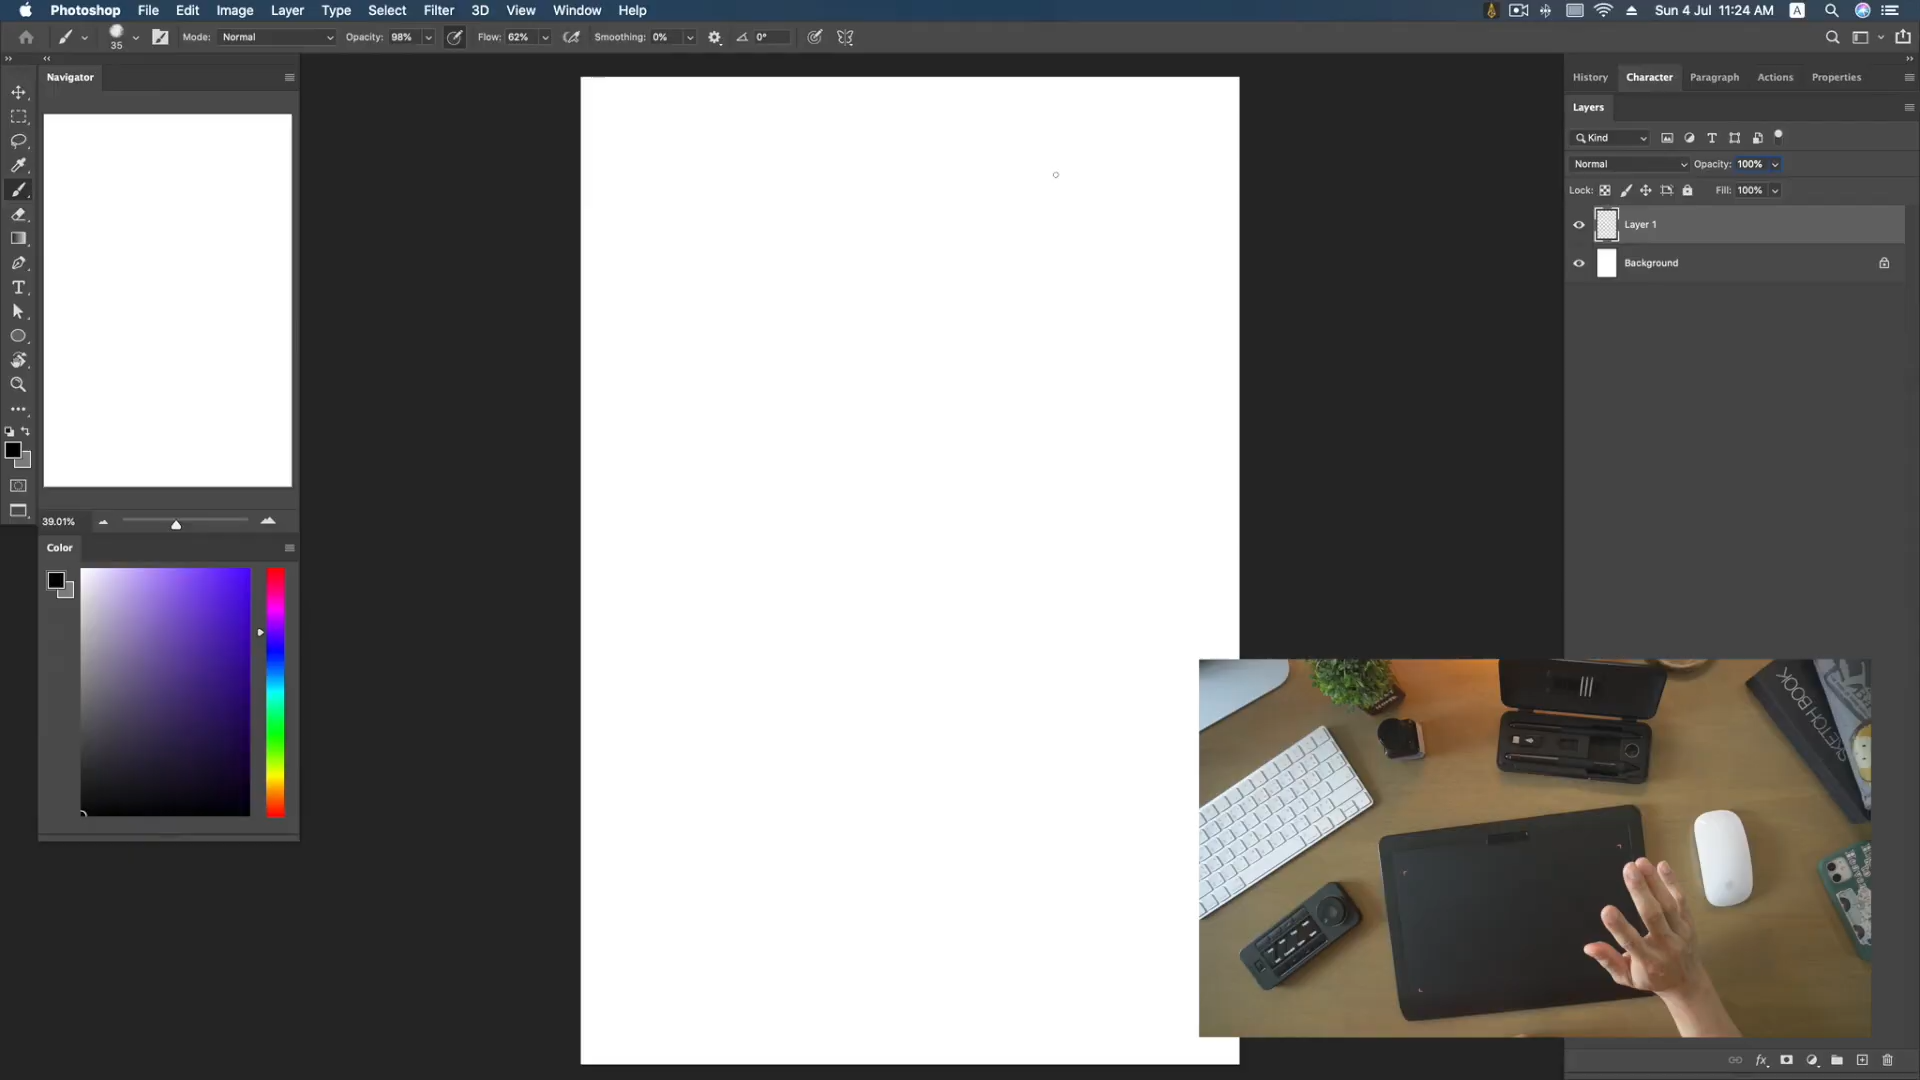 Photoshop File Edit Image Layer Type Select Filter 3D View Window Help Sun 4 Jul 11:24 AM A
35 Mode: Normal Opacity: 98% Flow: 62% Smoothing: 0% 0°
Navigator
39.01%
Color
History Character Paragraph Actions Properties
Layers
Kind
Normal Opacity: 100%
Lock: Fill: 100%
Layer 1
Background
fx
SKETCH BOOK